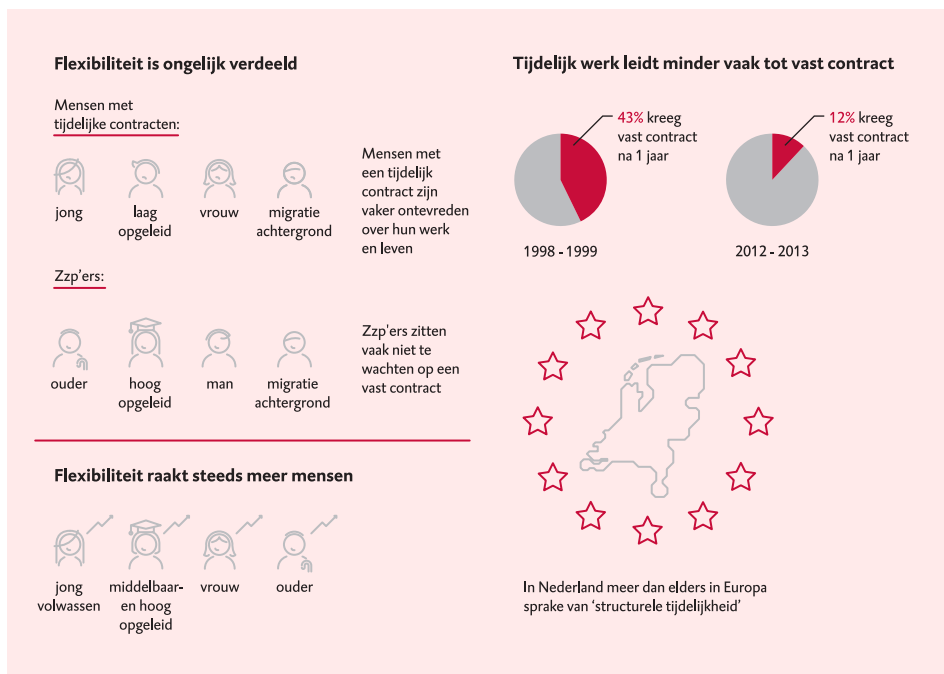 Flexibiliteit is ongelijk verdeeld
Mensen met
tijdelijke contracten:
jong
laag
opgeleid
vrouw
migratie
achtergrond
Mensen met
een tijdelijk
contract zijn
vaker ontevreden
over hun werk
en leven
Zzp'ers:
ouder
hoog
opgeleid
man
migratie
achtergrond
Zzp'ers zitten
vaak niet te
wachten op een
vast contract
Flexibiliteit raakt steeds meer mensen
jong
volwassen
middelbaar-
en hoog
opgeleid
vrouw
ouder
Tijdelijk werk leidt minder vaak tot vast contract
43% kreeg
vast contract
na 1 jaar
1998 - 1999
12% kreeg
vast contract
na 1 jaar
2012 - 2013
In Nederland meer dan elders in Europa
sprake van ‘structurele tijdelijkheid’